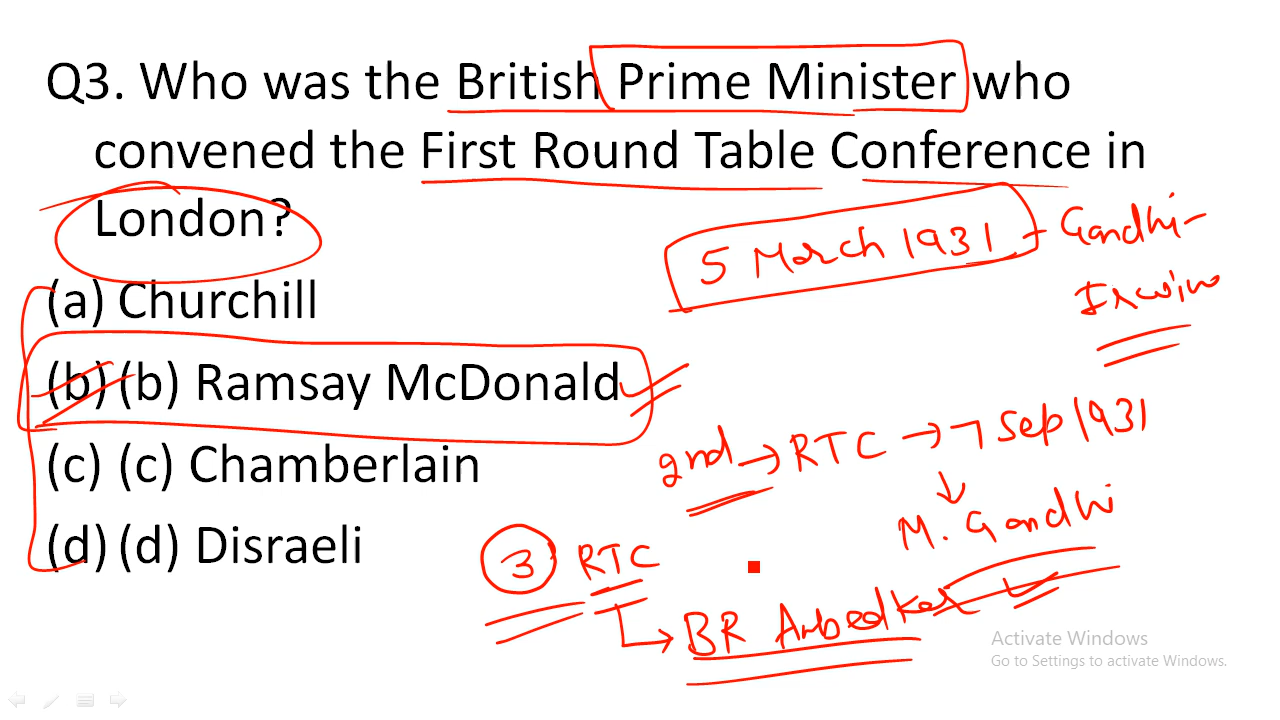 Q3. Who was the British Prime Minister who
convened the First Round Table Conference in
London?
5 March 1931 - Gandhi-
Irwin
(a) Churchill
(b) (b) Ramsay McDonald
(c) (c) Chamberlain
2nd → RTC → 7 Sep 1931
M. Gandhi
(d) (d) Disraeli
3 RTC
BR Ambedkar
Activate Windows
Go to Settings to activate Windows.